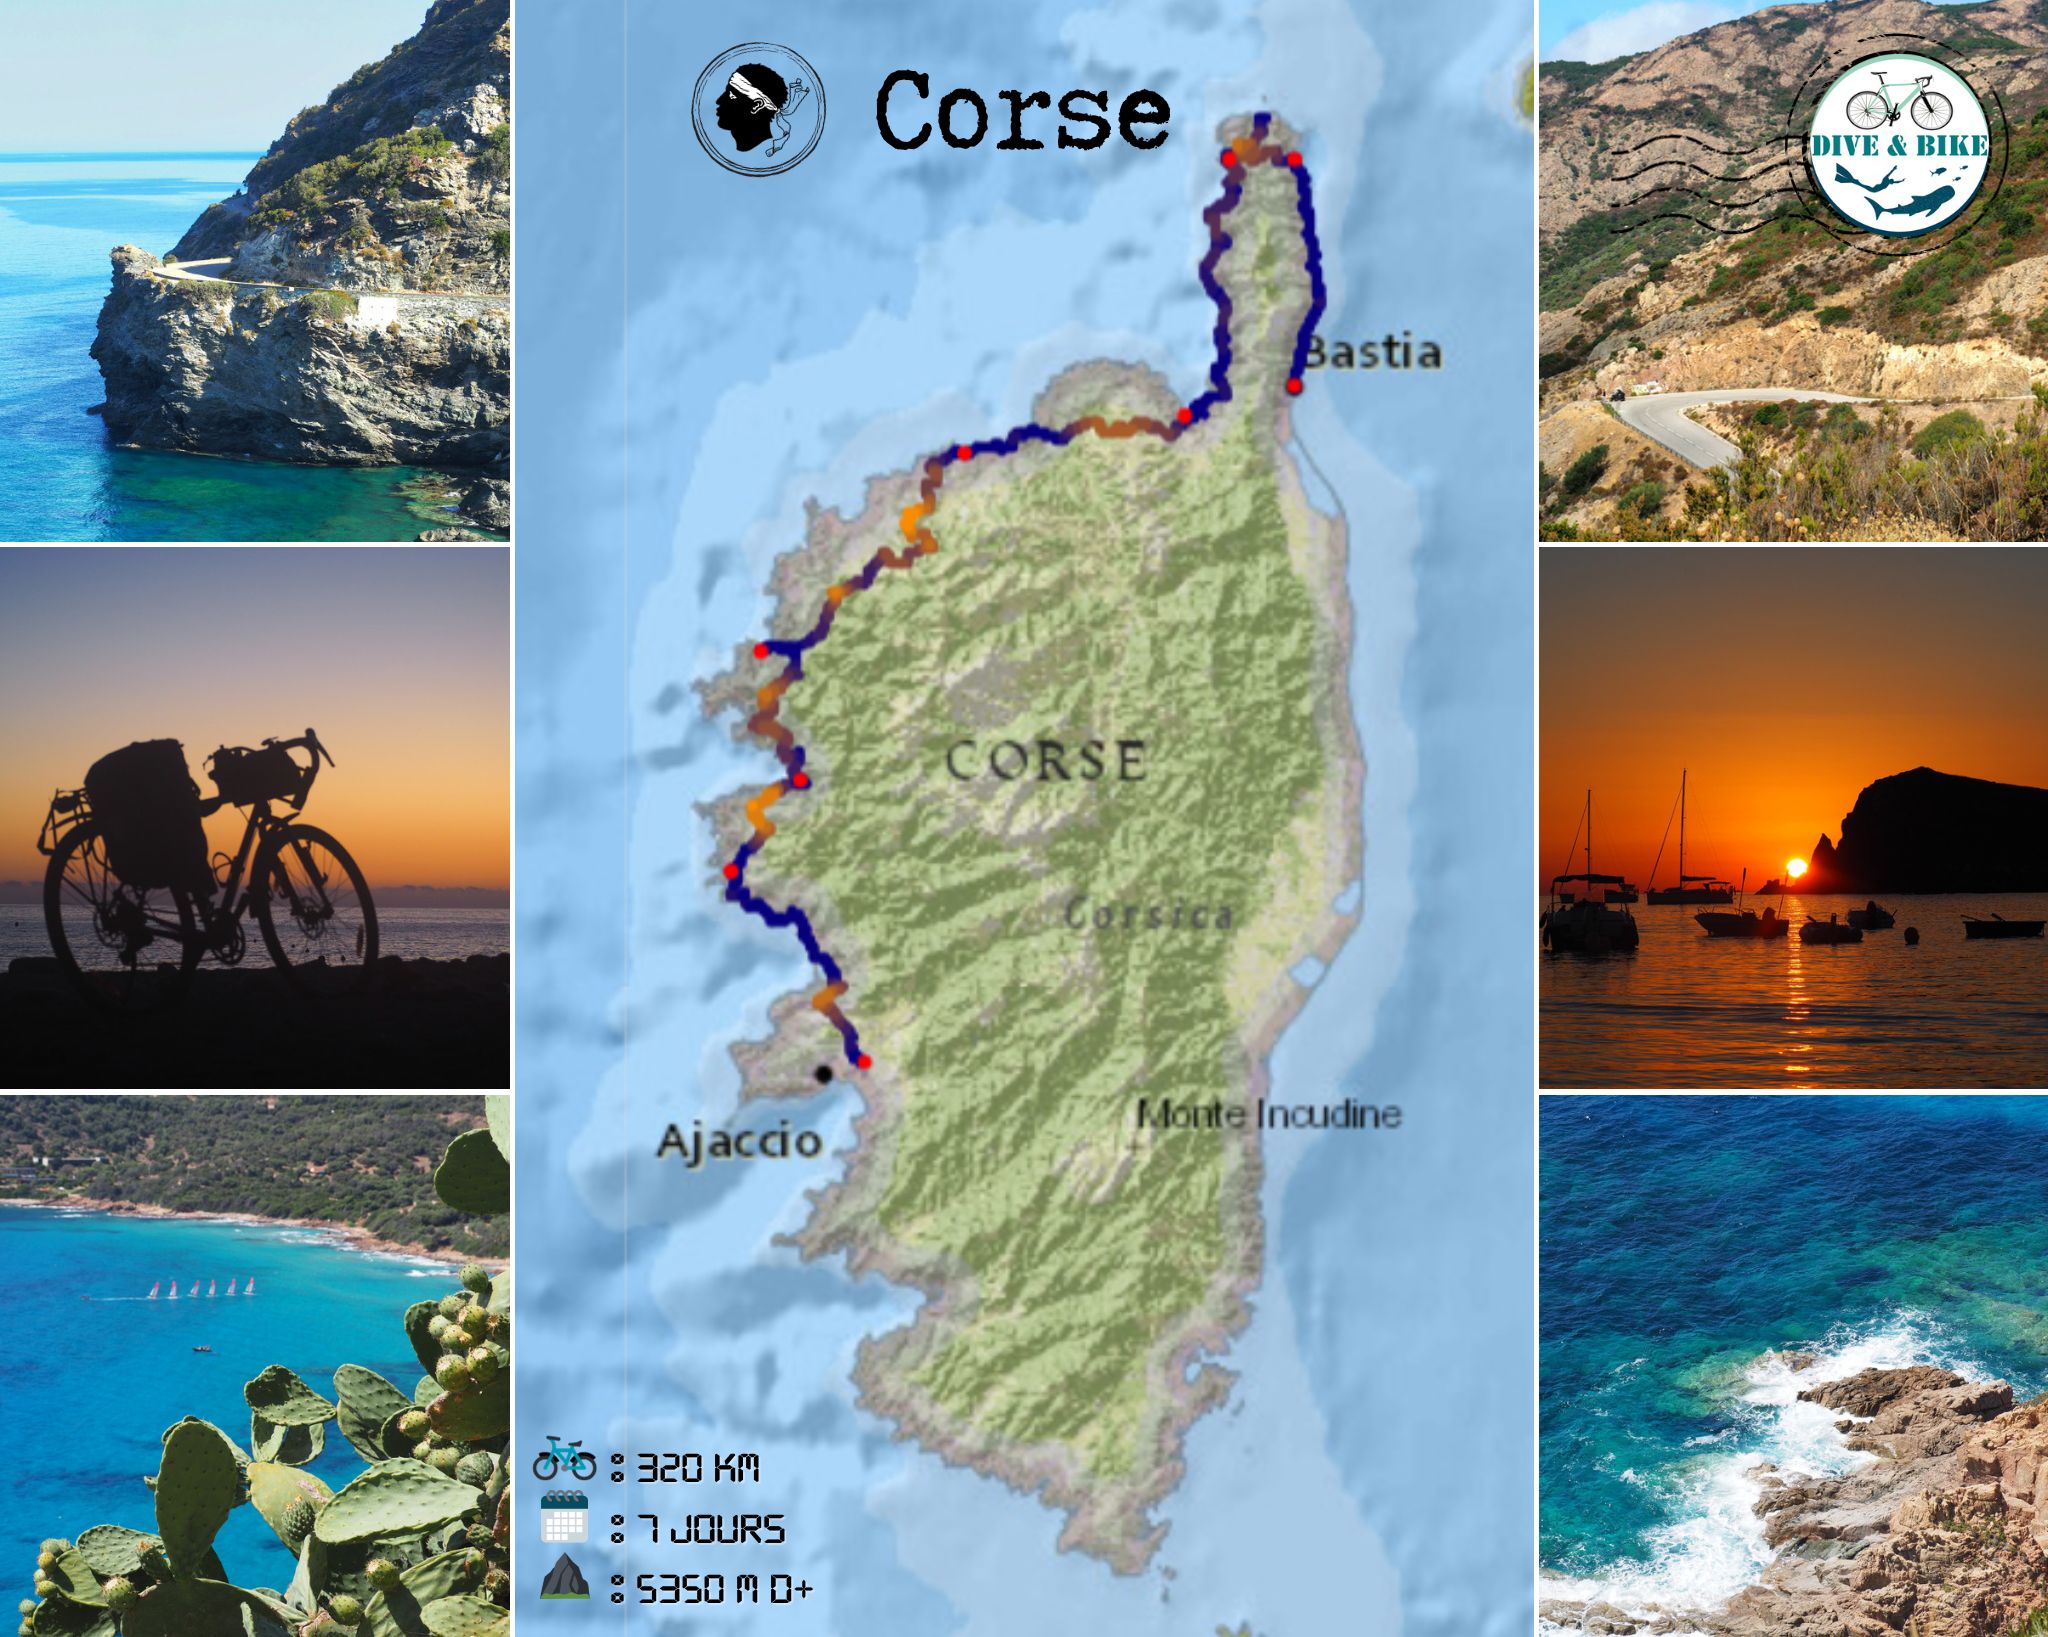 Corse
DIVE & BIKE
Bastia
CORSE
Corsica
Monte Incudine
Ajaccio
: 320 KM
: 7 JOURS
: 5350 M D+